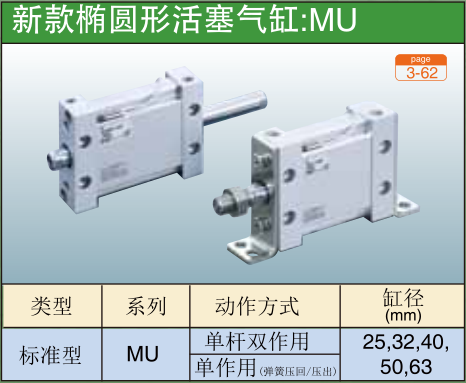 新款椭圆形活塞气缸:MU
page
3-62
类型 系列 动作方式 缸径
(mm)
标准型 MU 单杆双作用 25,32,40,
单作用(弹簧压回/压出) 50,63